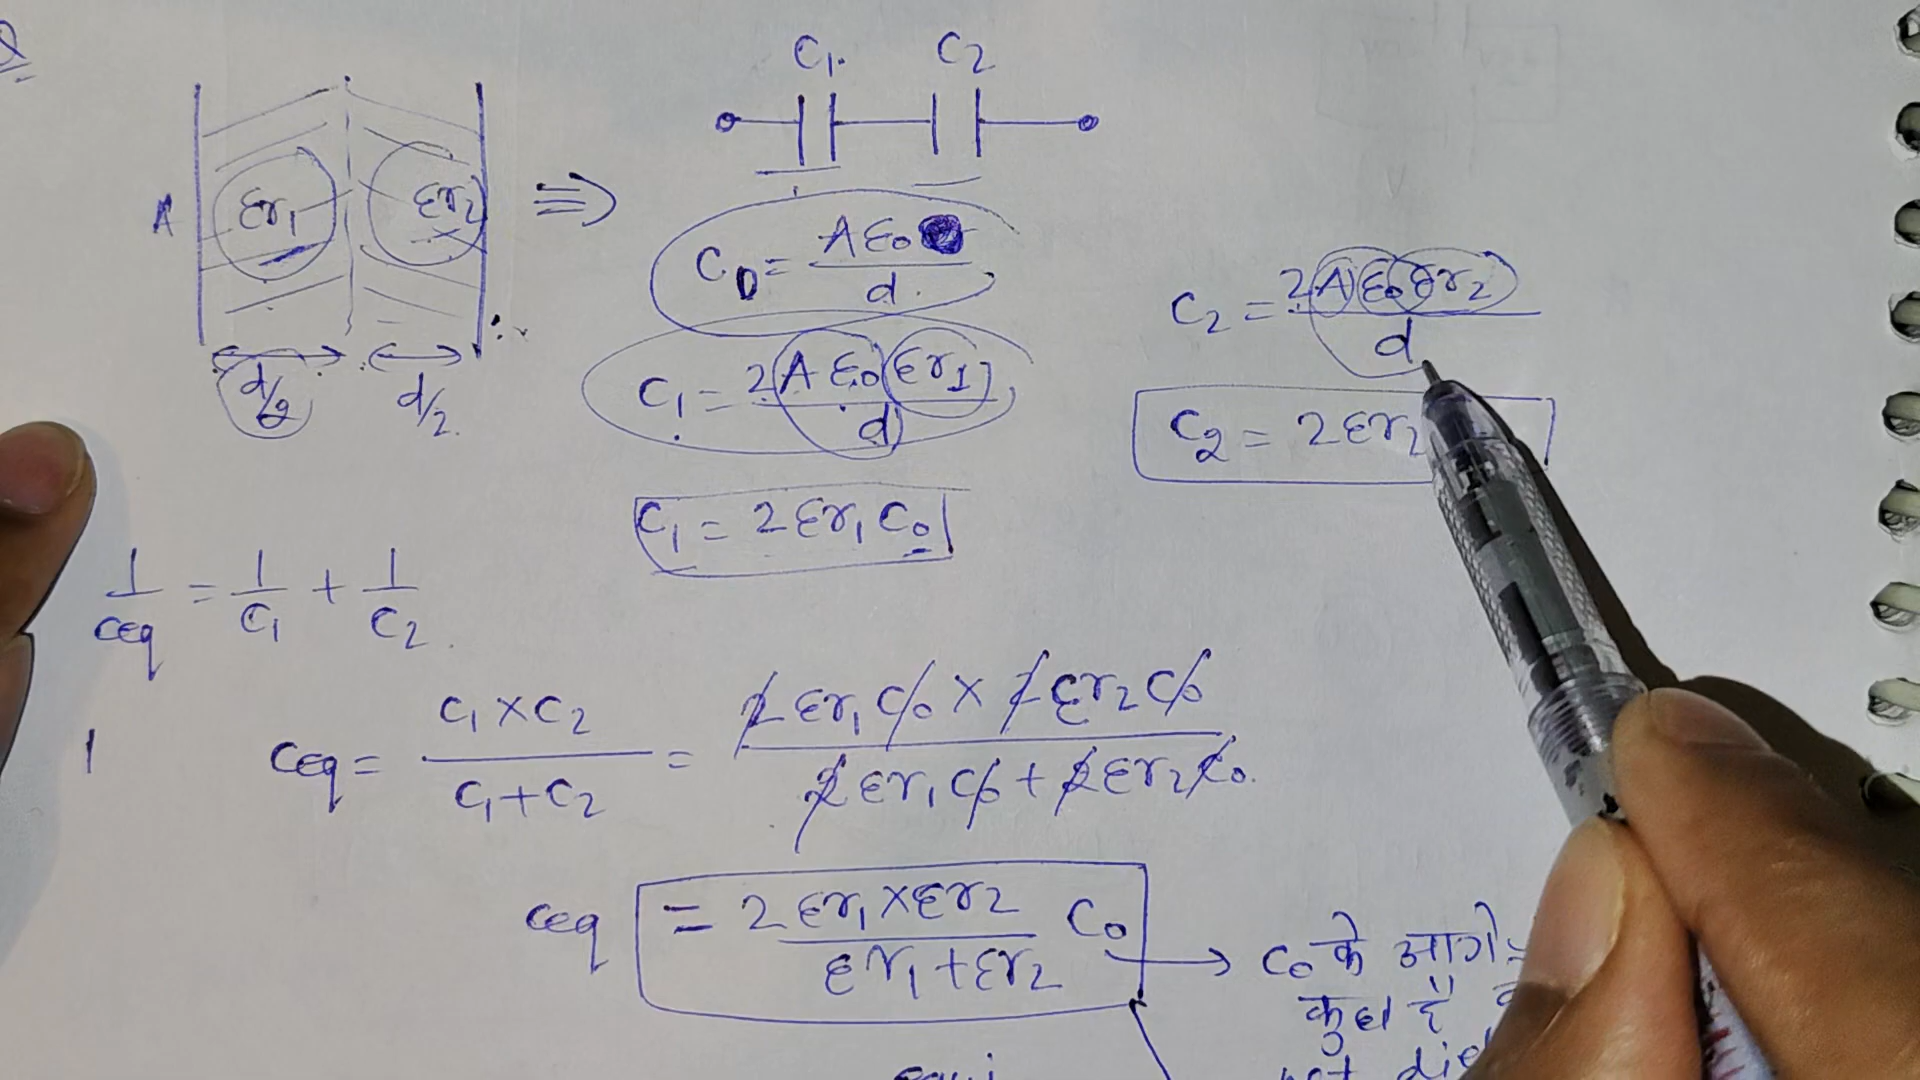 C₁. C₂
A εr₁ εr₂ ⇒
C₀ = Aε₀ / d.
d/2 d/2.
C₁ = 2Aε₀εr₁ / d
C₁ = 2εr₁C₀
C₂ = 2Aε₀εr₂ / d
C₂ = 2εr₂
1/Ceq = 1/C₁ + 1/C₂.
Ceq = C₁×C₂ / C₁+C₂ = 2εr₁C₀ × 2εr₂C₀ / 2εr₁C₀ + 2εr₂C₀.
Ceq = 2εr₁×εr₂ / εr₁+εr₂ C₀ → C₀ के आगे
कुछ है